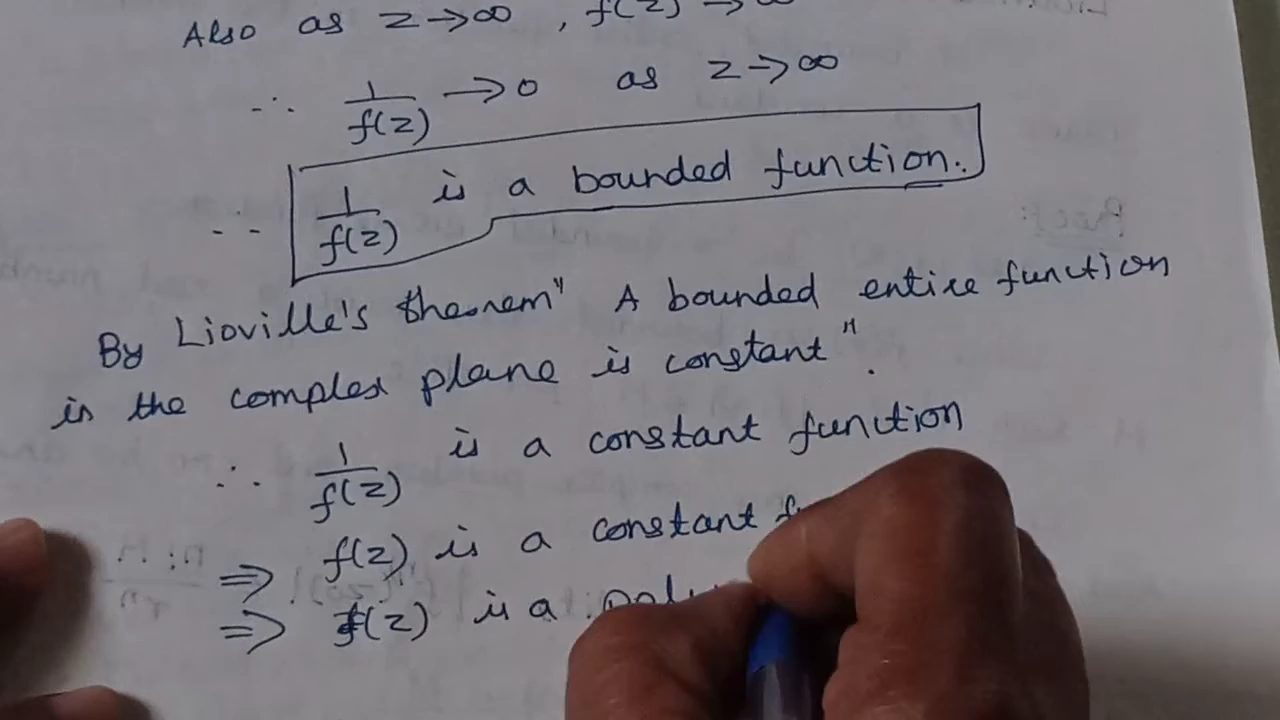 Also as z → ∞, f(z) → ∞
∴ 1/f(z) → 0 as z → ∞
∴ 1/f(z) is a bounded function.
By Lioville's theorem" A bounded entire function
in the complex plane is constant".
∴ 1/f(z) is a constant function
⇒ f(z) is a constant
⇒ f(z) is a